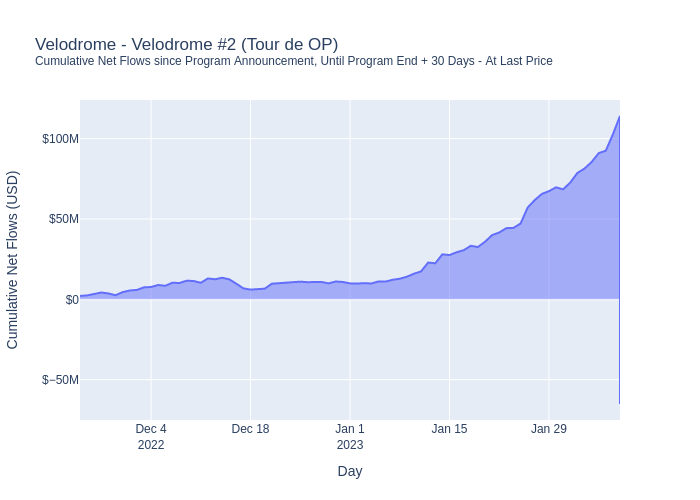 Velodrome - Velodrome #2 (Tour de OP)
Cumulative Net Flows since Program Announcement, Until Program End + 30 Days - At Last Price
Cumulative Net Flows (USD)
$100M
$50M
$0
$−50M
Dec 4
2022
Dec 18
Jan 1
2023
Jan 15
Jan 29
Day